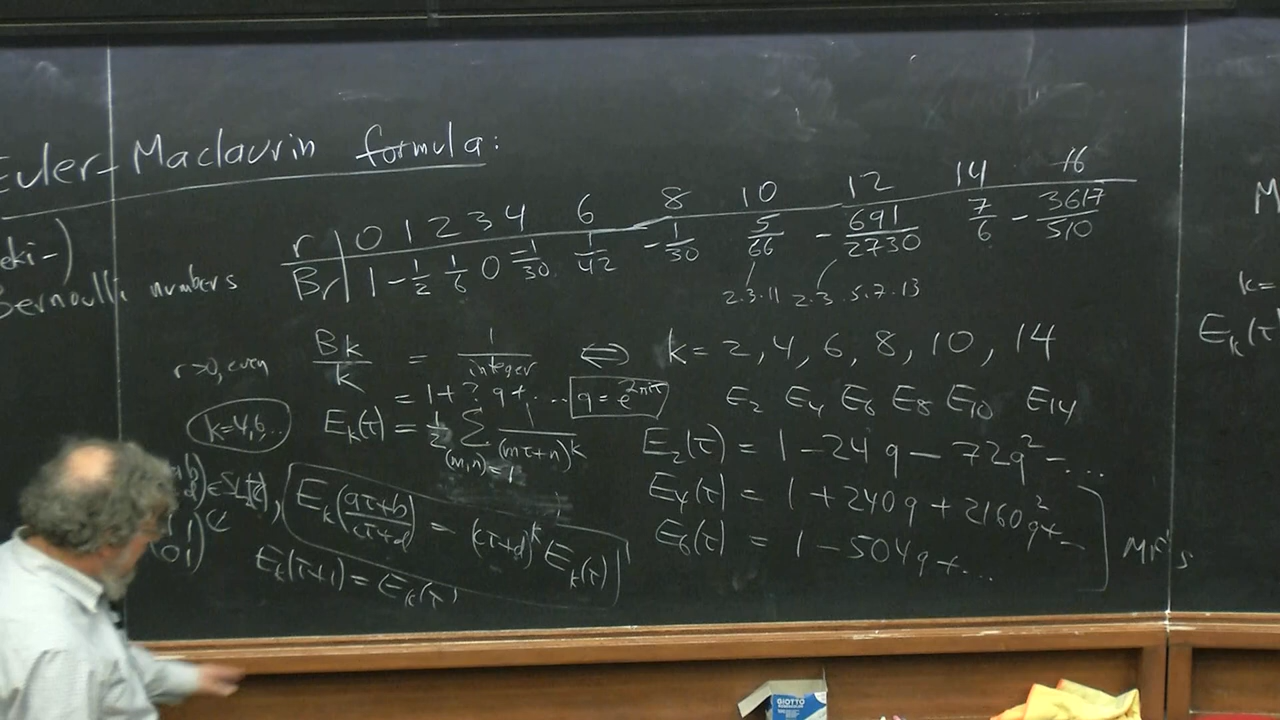 Euler-Maclaurin formula:
eki-)
Bernoulli numbers
r | 0 1 2 3 4 6 8 10 12 14 16
Br | 1 -1/2 1/6 0 -1/30 1/42 -1/30 5/66 -691/2730 7/6 -3617/510
2·3·11 2·3·5·7·13
r>0, even
Bk/k = 1/integer ⇔ k = 2, 4, 6, 8, 10, 14
E2 E4 E6 E8 E10 E14
= 1 + ? q + ... q = e^{2πiτ}
k=4,6,...
Ek(τ) = 1/2 Σ_{(m,n)=1} 1/(mτ+n)^k
E2(τ) = 1 - 24q - 72q² - ...
E4(τ) = 1 + 240q + 2160q² + -
E6(τ) = 1 - 504q + ...
MF's
Ek((aτ+b)/(cτ+d)) = (cτ+d)^k Ek(τ)
Ek(τ+1) = Ek(τ)
k=
Ek(τ
GIOTTO